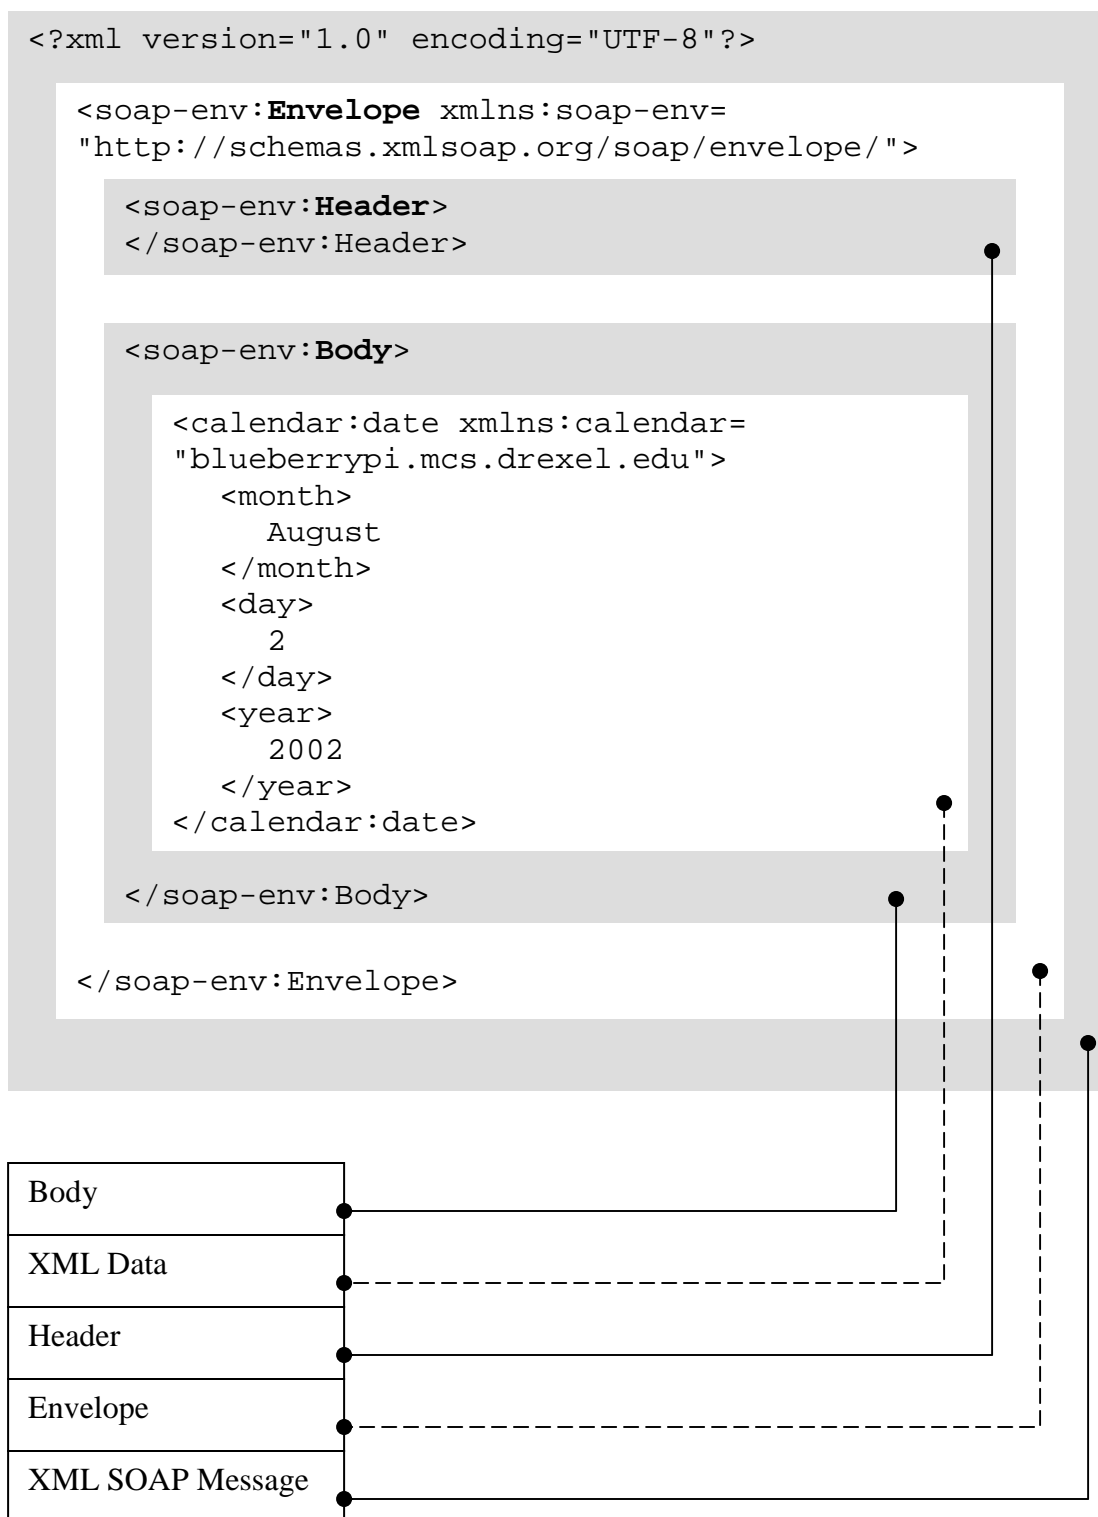 <?xml version="1.0" encoding="UTF-8"?>
<soap-env:Envelope xmlns:soap-env=
"http://schemas.xmlsoap.org/soap/envelope/">
<soap-env:Header>
</soap-env:Header>
<soap-env:Body>
<calendar:date xmlns:calendar=
"blueberrypi.mcs.drexel.edu">
<month>
August
</month>
<day>
2
</day>
<year>
2002
</year>
</calendar:date>
</soap-env:Body>
</soap-env:Envelope>
Body
XML Data
Header
Envelope
XML SOAP Message